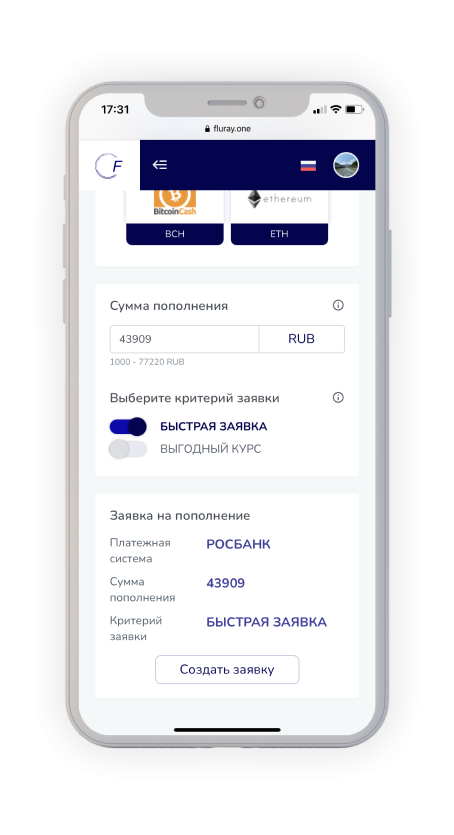 17:31
fluray.one
F
BitcoinCash
ethereum
BCH
ETH
Сумма пополнения
43909
RUB
1000 - 77220 RUB
Выберите критерий заявки
БЫСТРАЯ ЗАЯВКА
ВЫГОДНЫЙ КУРС
Заявка на пополнение
Платежная
система
РОСБАНК
Сумма
пополнения
43909
Критерий
заявки
БЫСТРАЯ ЗАЯВКА
Создать заявку